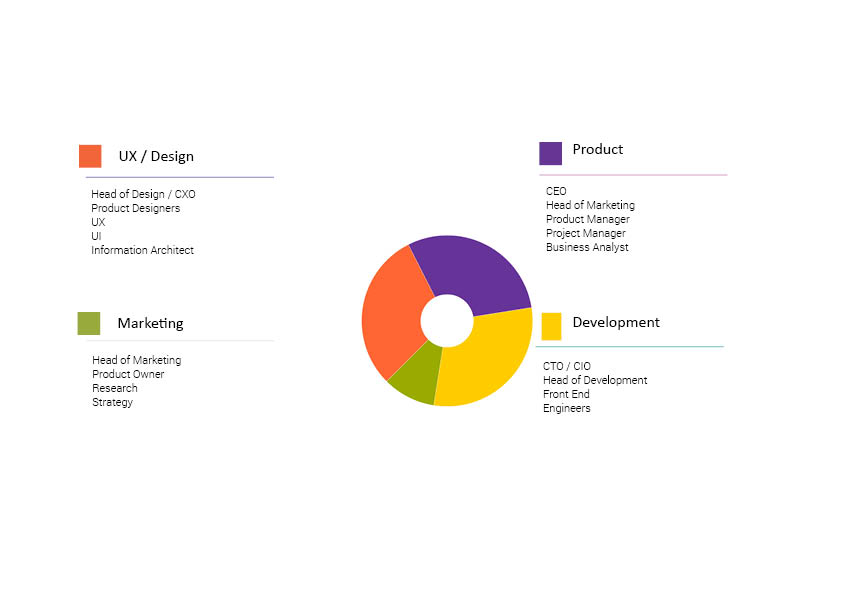 UX / Design
Head of Design / CXO
Product Designers
UX
UI
Information Architect
Product
CEO
Head of Marketing
Product Manager
Project Manager
Business Analyst
Marketing
Head of Marketing
Product Owner
Research
Strategy
Development
CTO / CIO
Head of Development
Front End
Engineers